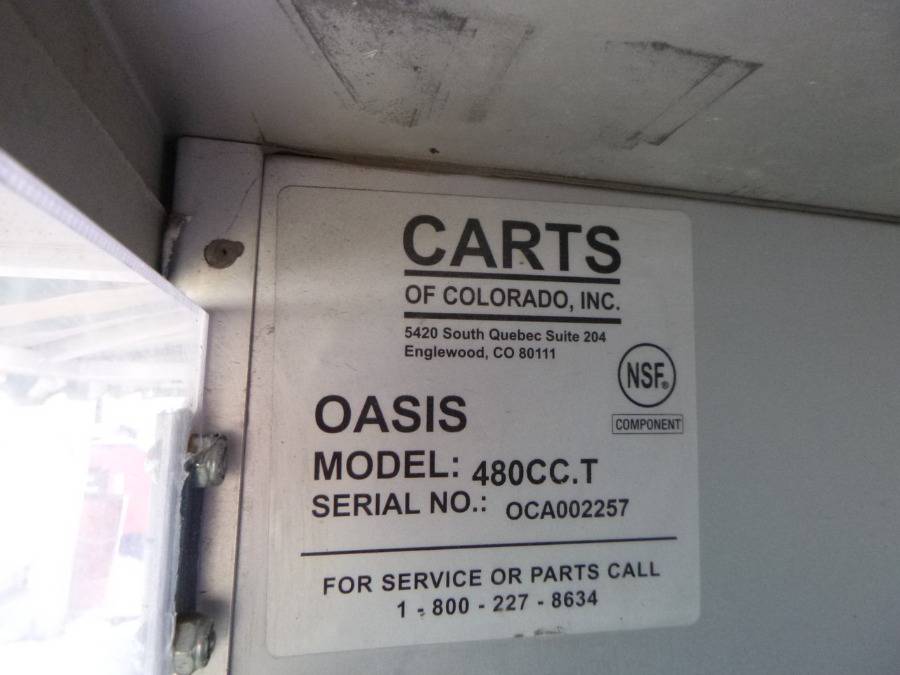 CARTS
OF COLORADO, INC.
5420 South Quebec Suite 204
Englewood, CO 80111
NSF®
COMPONENT
OASIS
MODEL: 480CC.T
SERIAL NO.: OCA002257
FOR SERVICE OR PARTS CALL
1 - 800 - 227 - 8634